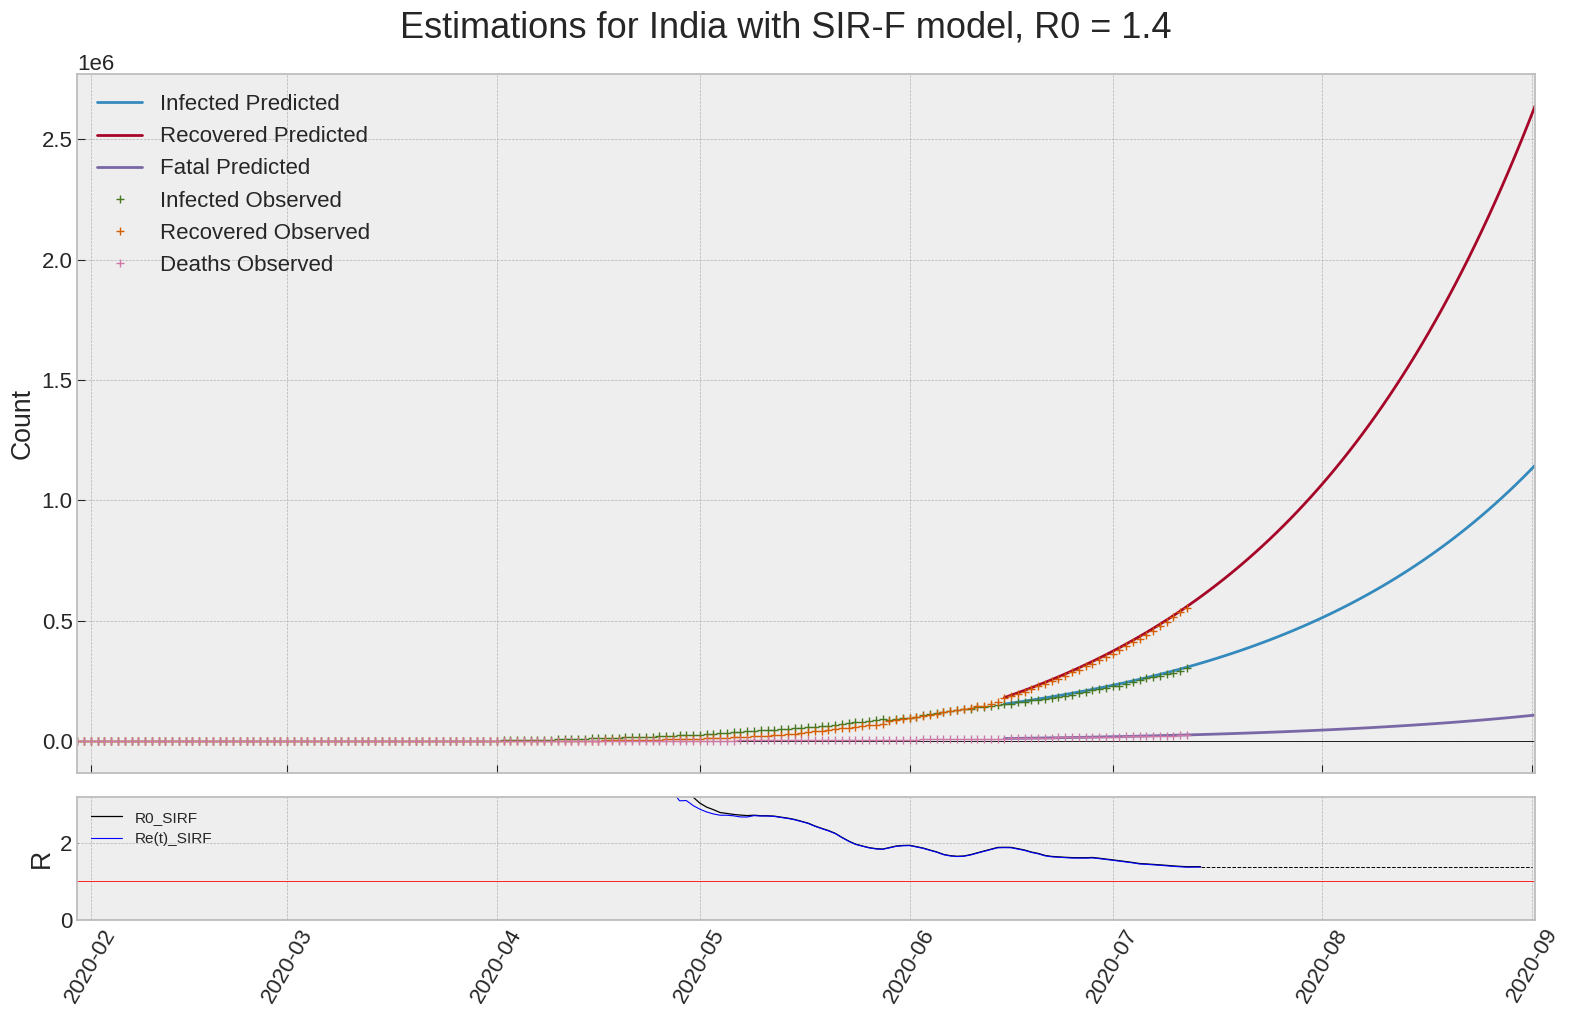 Estimations for India with SIR-F model, R0 = 1.4
1e6
Infected Predicted
Recovered Predicted
Fatal Predicted
Infected Observed
Recovered Observed
Deaths Observed
2.5
2.0
1.5
1.0
0.5
0.0
Count
R0_SIRF
Re(t)_SIRF
2
0
R
2020-02
2020-03
2020-04
2020-05
2020-06
2020-07
2020-08
2020-09